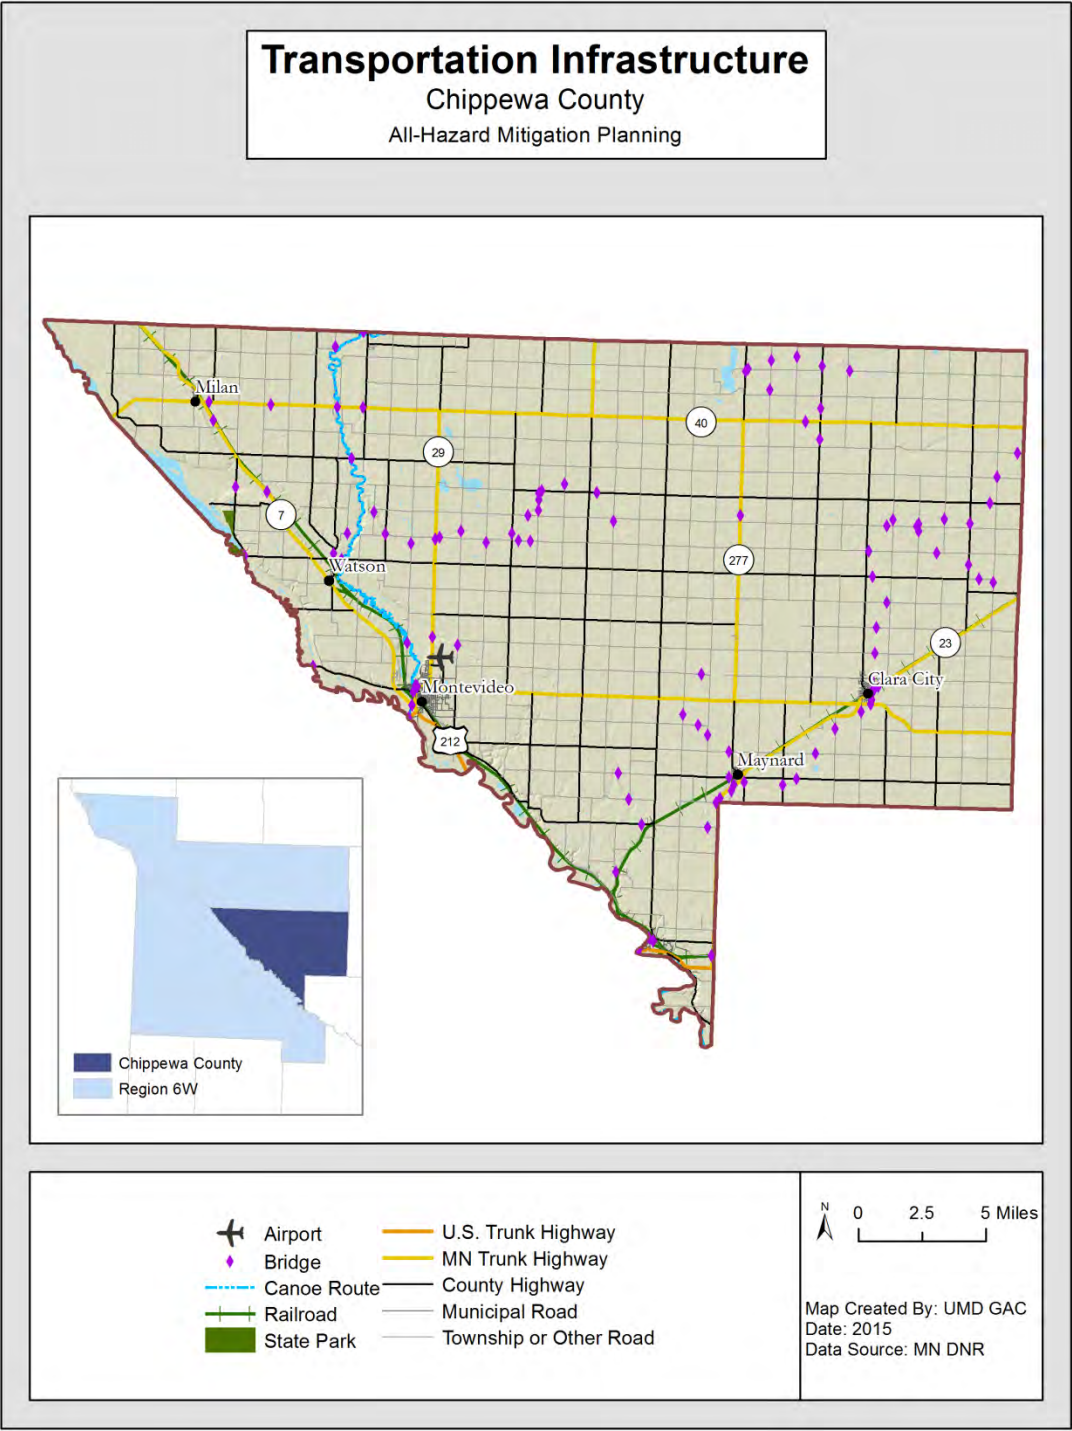 Transportation Infrastructure
Chippewa County
All-Hazard Mitigation Planning
Milan
40
29
7
Watson
277
23
Clara City
Montevideo
212
Maynard
Chippewa County
Region 6W
Airport
Bridge
Canoe Route
Railroad
State Park
U.S. Trunk Highway
MN Trunk Highway
County Highway
Municipal Road
Township or Other Road
N
0 2.5 5 Miles
Map Created By: UMD GAC
Date: 2015
Data Source: MN DNR